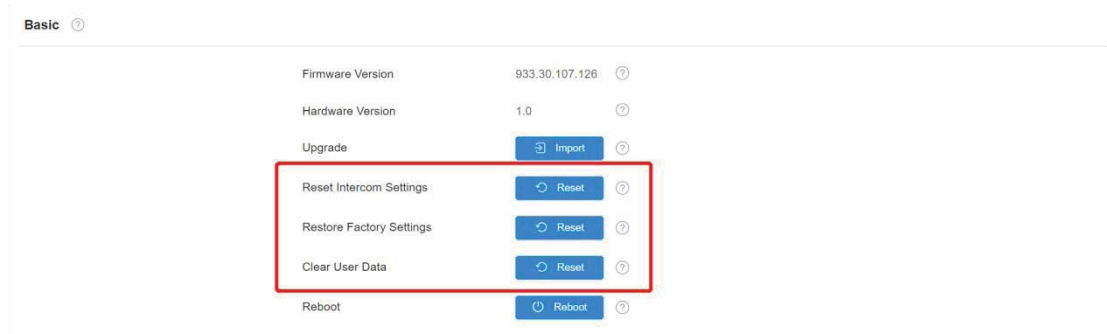 Basic
Firmware Version 933.30.107.126
Hardware Version 1.0
Upgrade Import
Reset Intercom Settings Reset
Restore Factory Settings Reset
Clear User Data Reset
Reboot Reboot